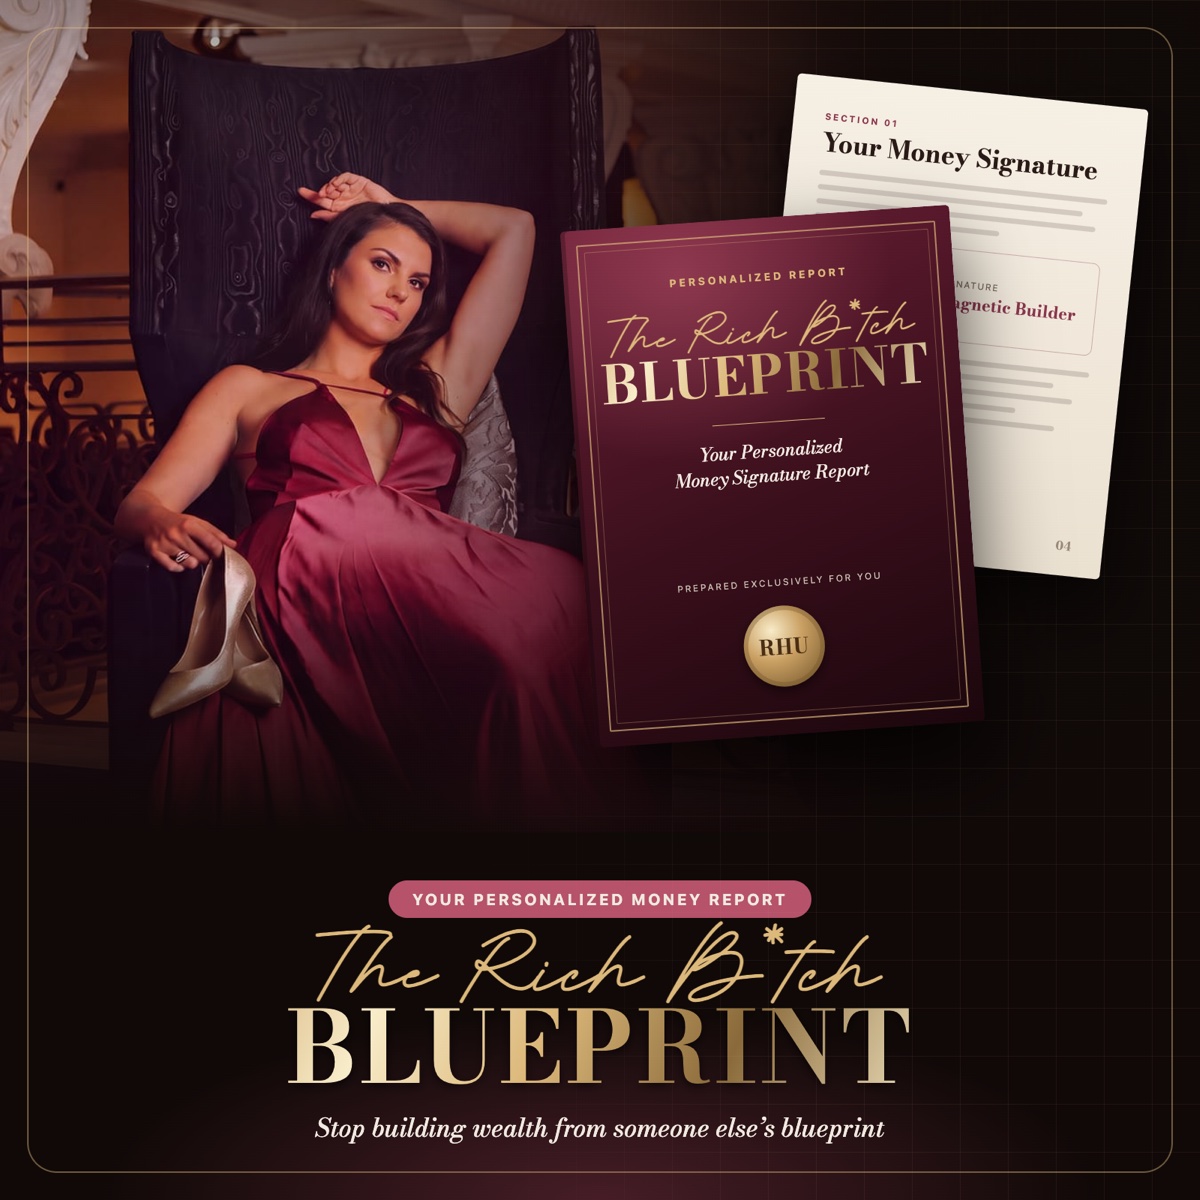 SECTION 01
Your Money Signature
NATURE
agnetic Builder
04
PERSONALIZED REPORT
The Rich B*tch
BLUEPRINT
Your Personalized
Money Signature Report
PREPARED EXCLUSIVELY FOR YOU
RHU
YOUR PERSONALIZED MONEY REPORT
The Rich B*tch
BLUEPRINT
Stop building wealth from someone else’s blueprint